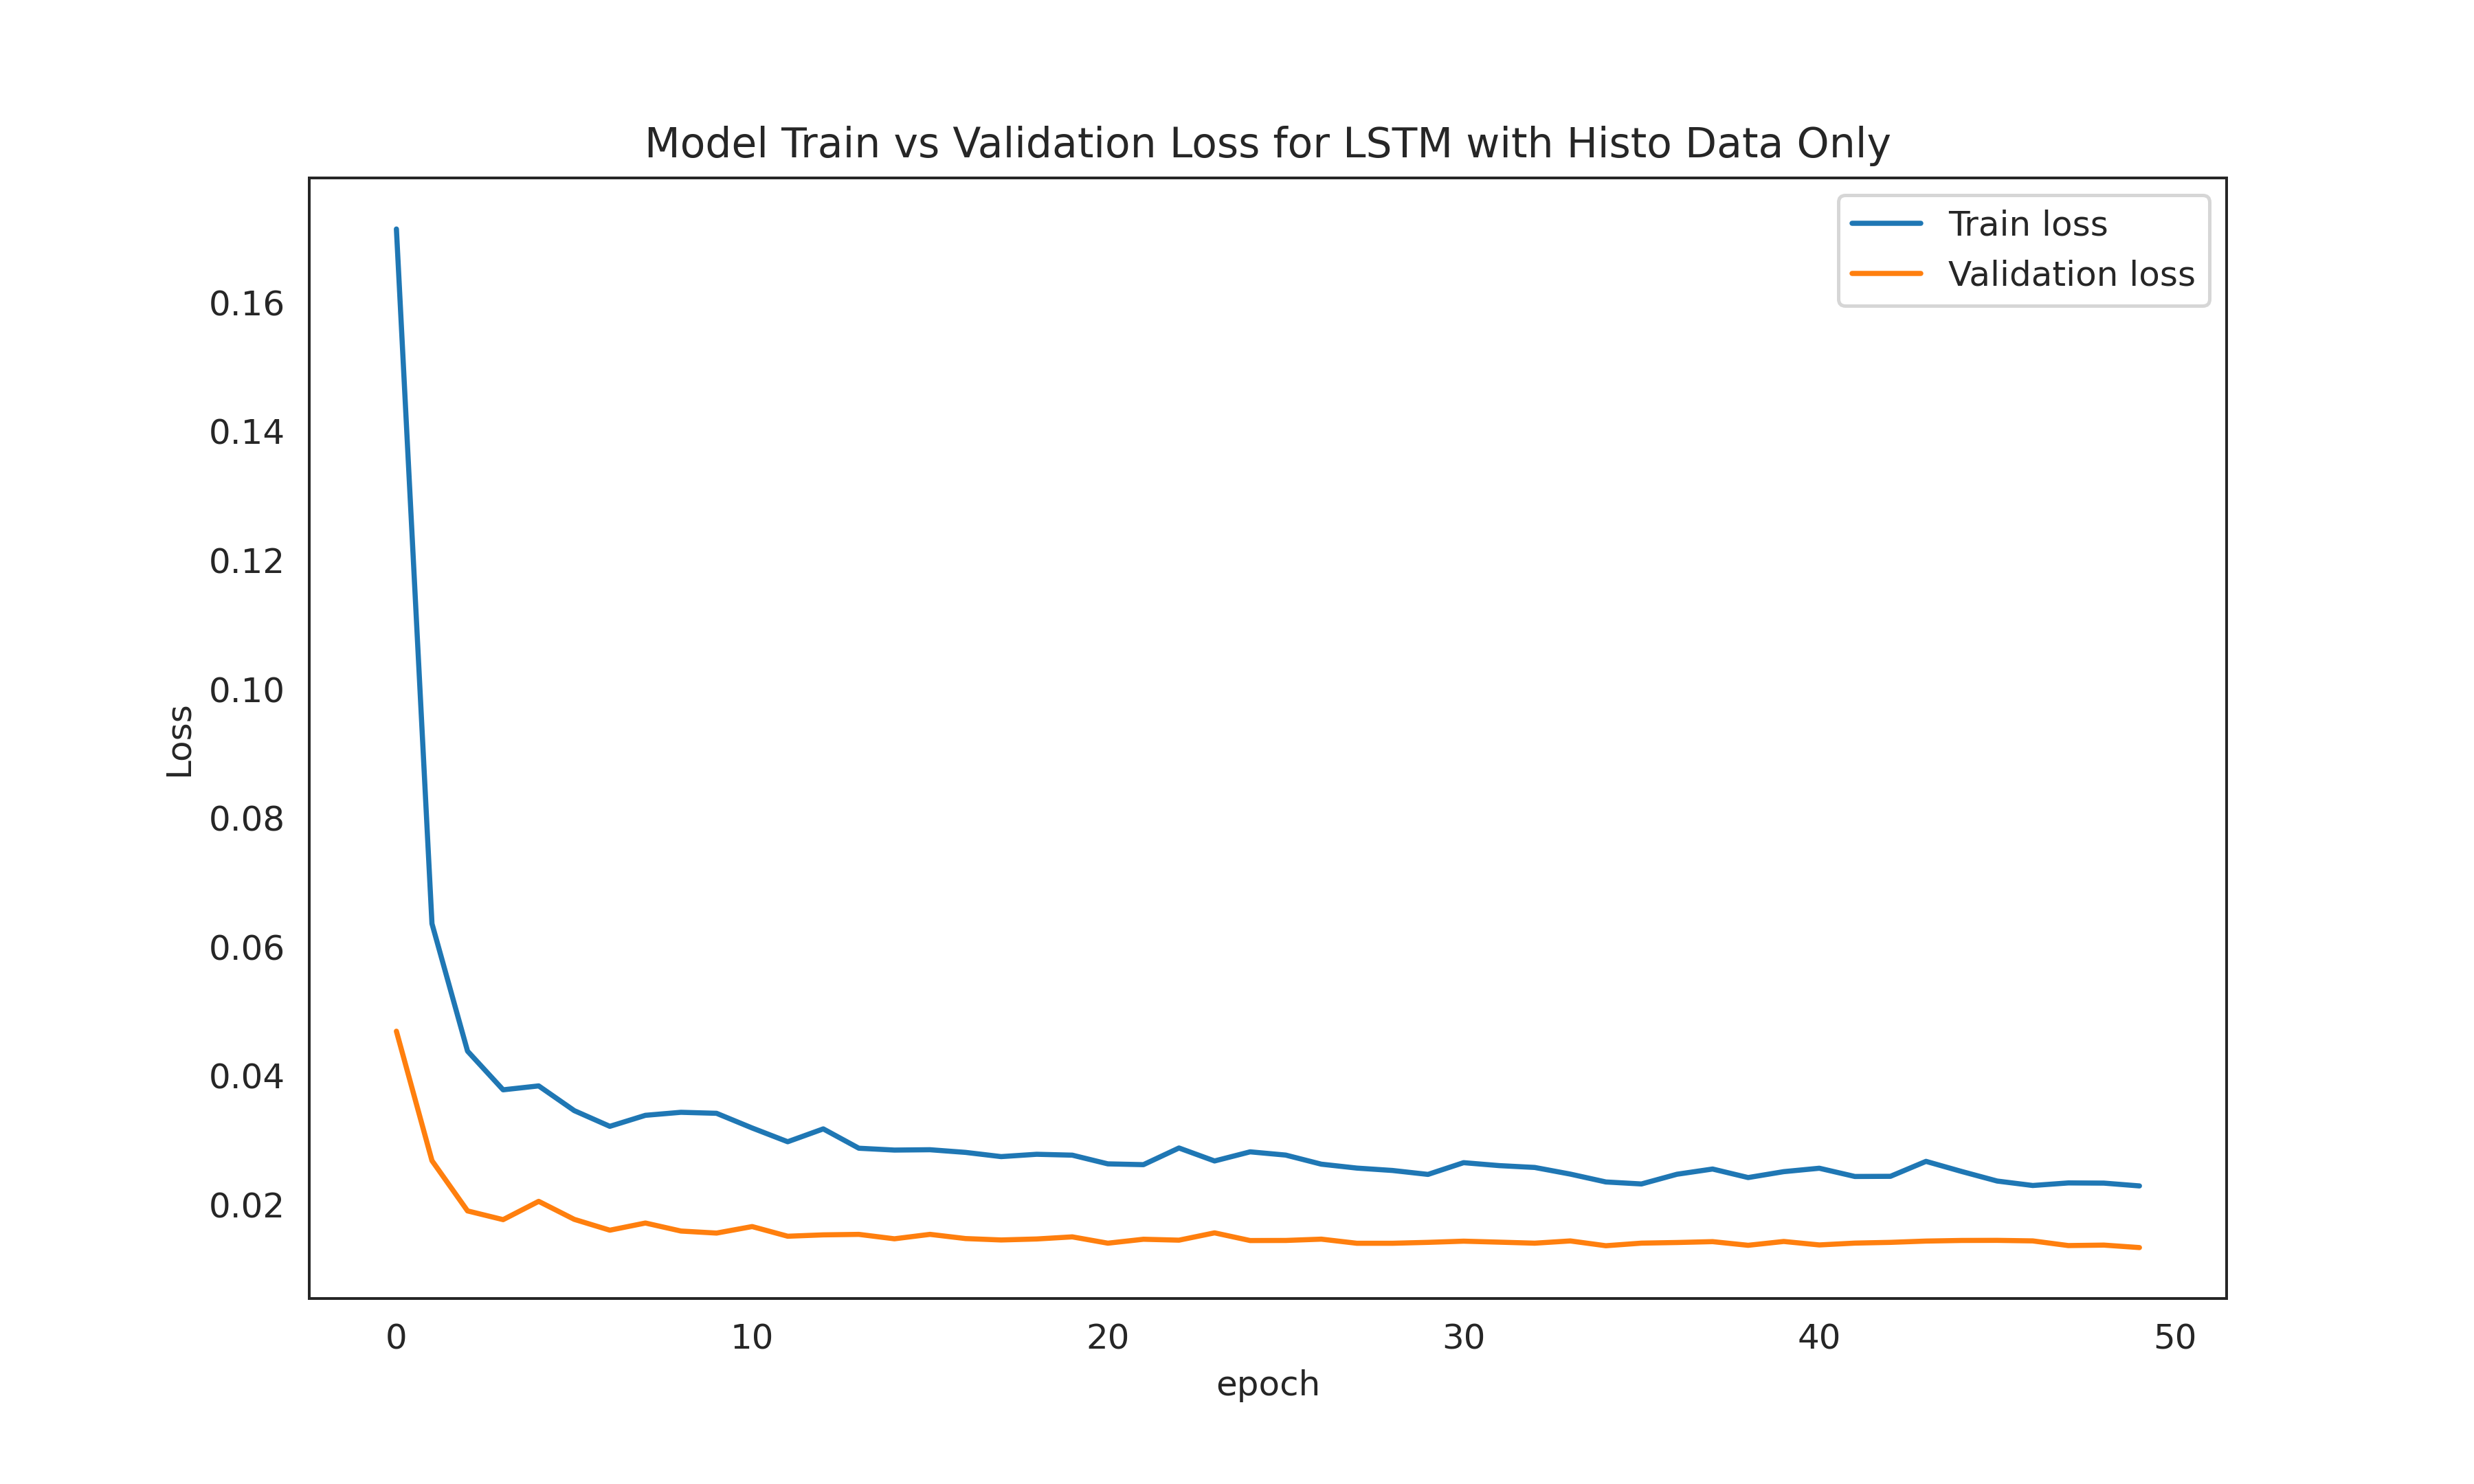 Model Train vs Validation Loss for LSTM with Histo Data Only
Train loss
Validation loss
0.16
0.14
0.12
0.10
0.08
0.06
0.04
0.02
Loss
0 10 20 30 40 50
epoch